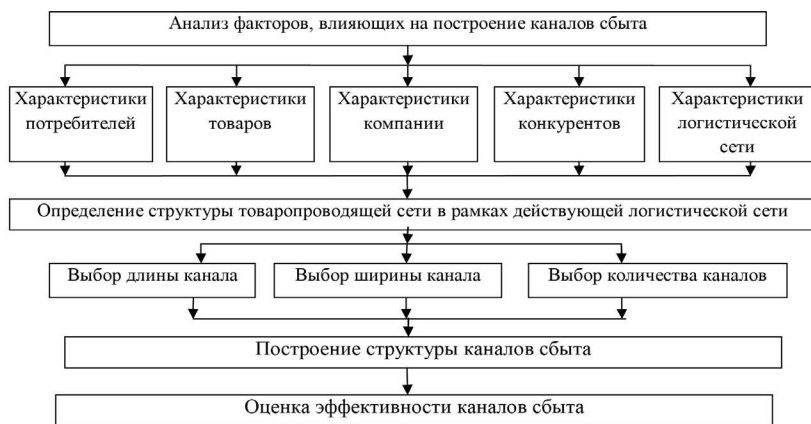 Анализ факторов, влияющих на построение каналов сбыта
Характеристики
потребителей
Характеристики
товаров
Характеристики
компании
Характеристики
конкурентов
Характеристики
логистической
сети
Определение структуры товаропроводящей сети в рамках действующей логистической сети
Выбор длины канала
Выбор ширины канала
Выбор количества каналов
Построение структуры каналов сбыта
Оценка эффективности каналов сбыта